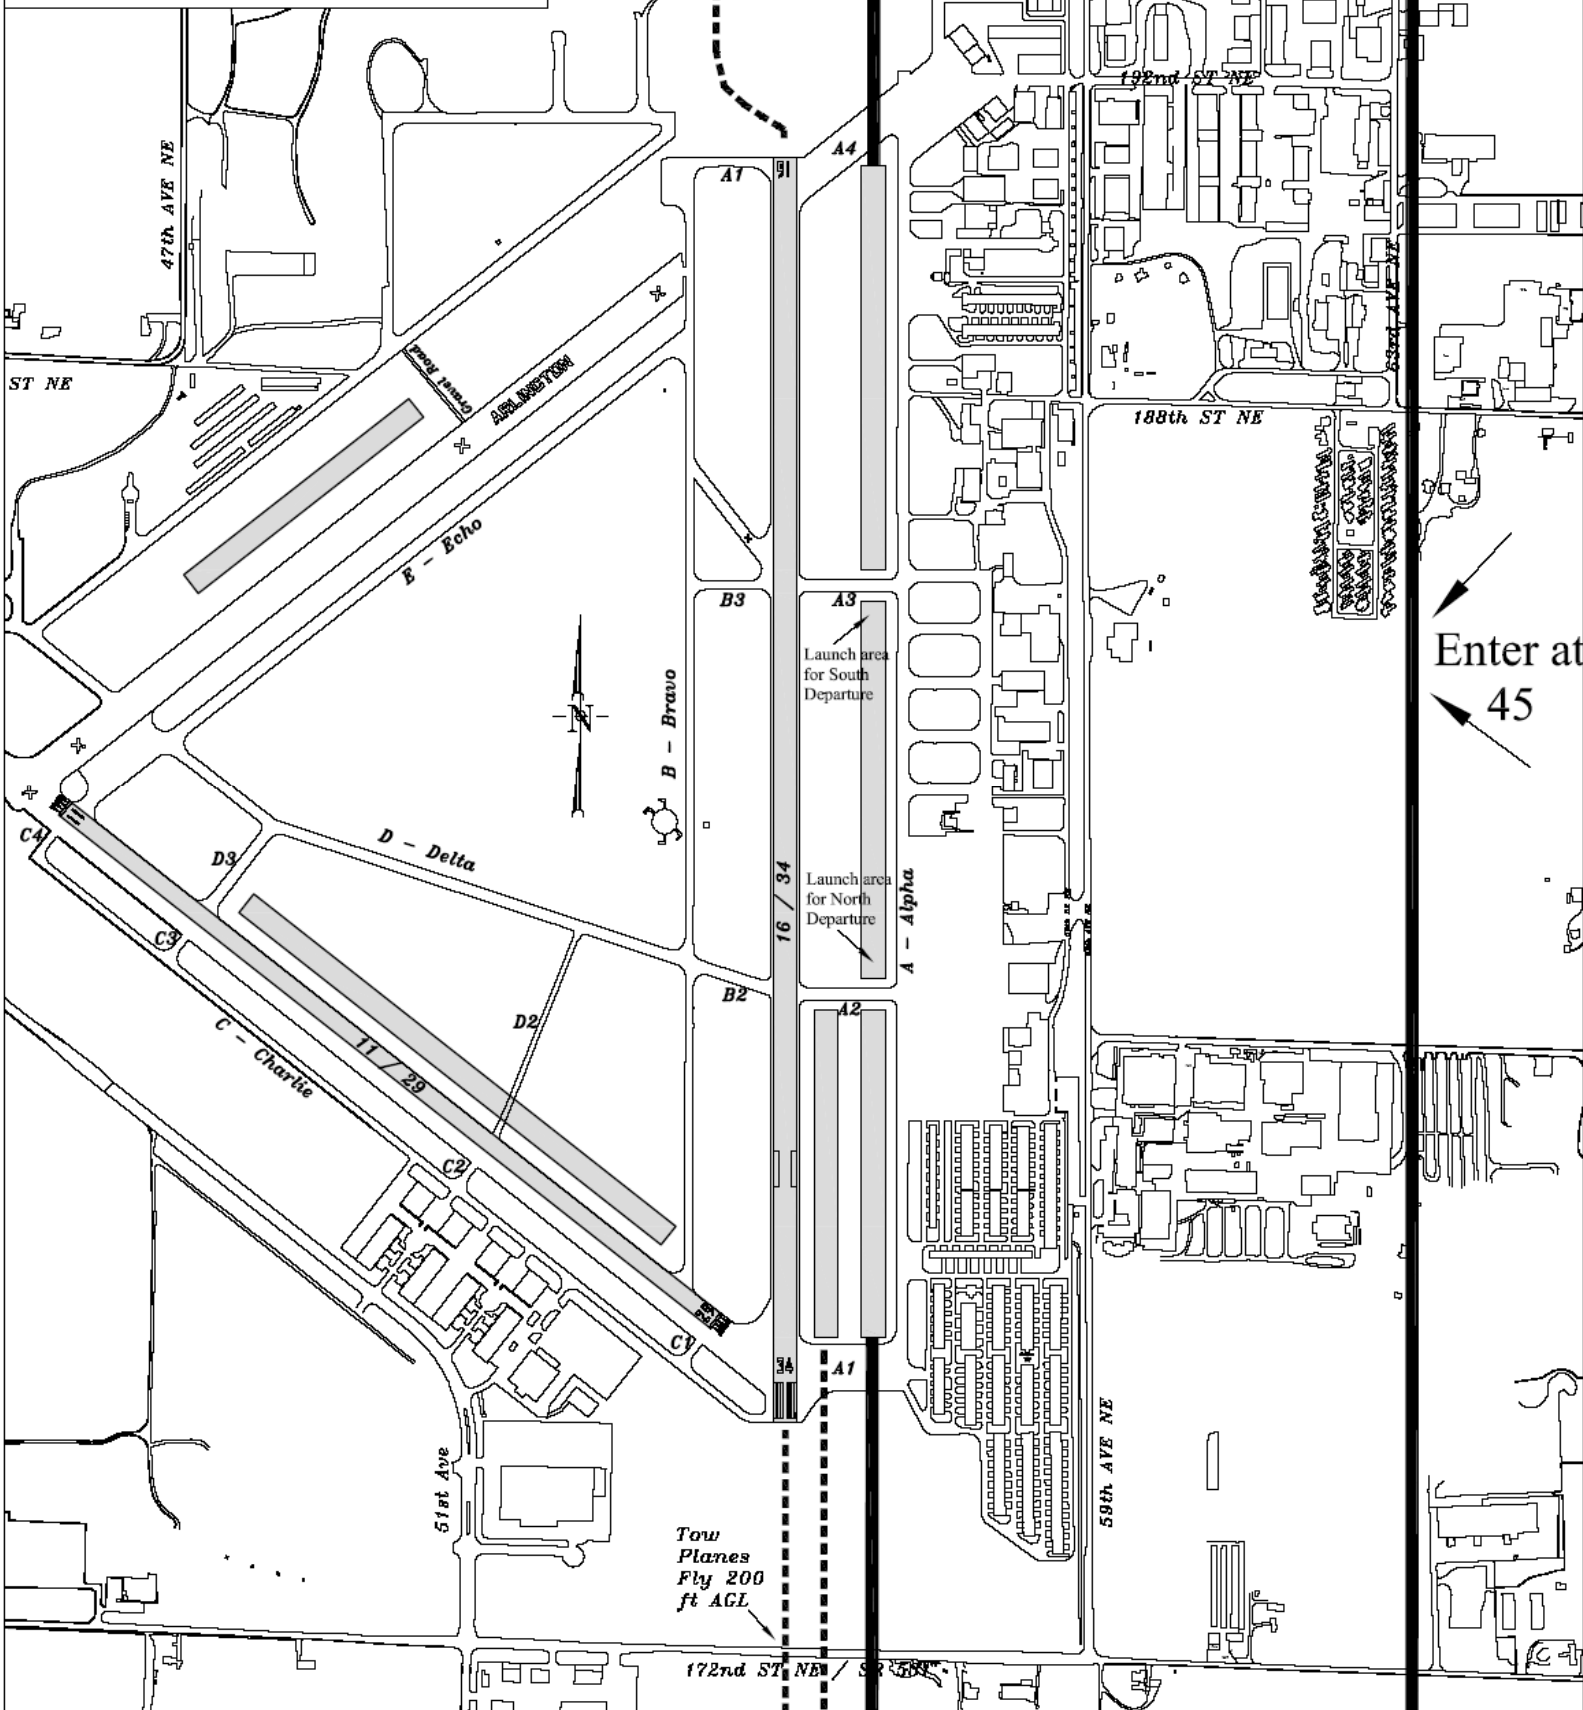 192nd ST NE
47th AVE NE
A4
A1
16
63rd AVE NE
ST NE
Gravel Road
ARLINGTON
188th ST NE
E - Echo
B3
A3
Enter at
45
Launch area
for South
Departure
B - Bravo
N
C4
D3
D - Delta
Launch area
for North
Departure
16 / 34
A - Alpha
C3
B2
A2
D2
C - Charlie
11 / 29
C2
C1
34
A1
51st Ave
59th AVE NE
Tow
Planes
Fly 200
ft AGL
172nd ST NE / SR 531